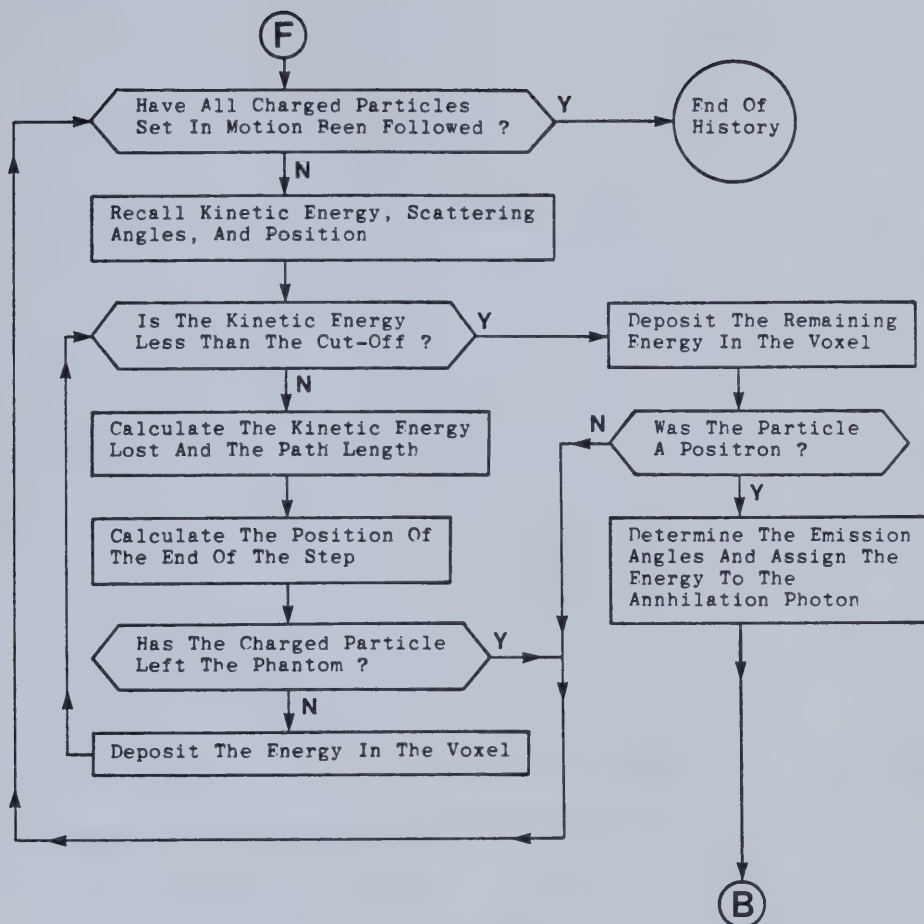 F
Have All Charged Particles
Set In Motion Been Followed ?
Y
End Of
History
N
Recall Kinetic Energy, Scattering
Angles, And Position
Is The Kinetic Energy
Less Than The Cut-Off ?
Y
Deposit The Remaining
Energy In The Voxel
N
Calculate The Kinetic Energy
Lost And The Path Length
N
Was The Particle
A Positron ?
Y
Calculate The Position Of
The End Of The Step
Determine The Emission
Angles And Assign The
Energy To The
Annhilation Photon
Has The Charged Particle
Left The Phantom ?
Y
N
Deposit The Energy In The Voxel
B